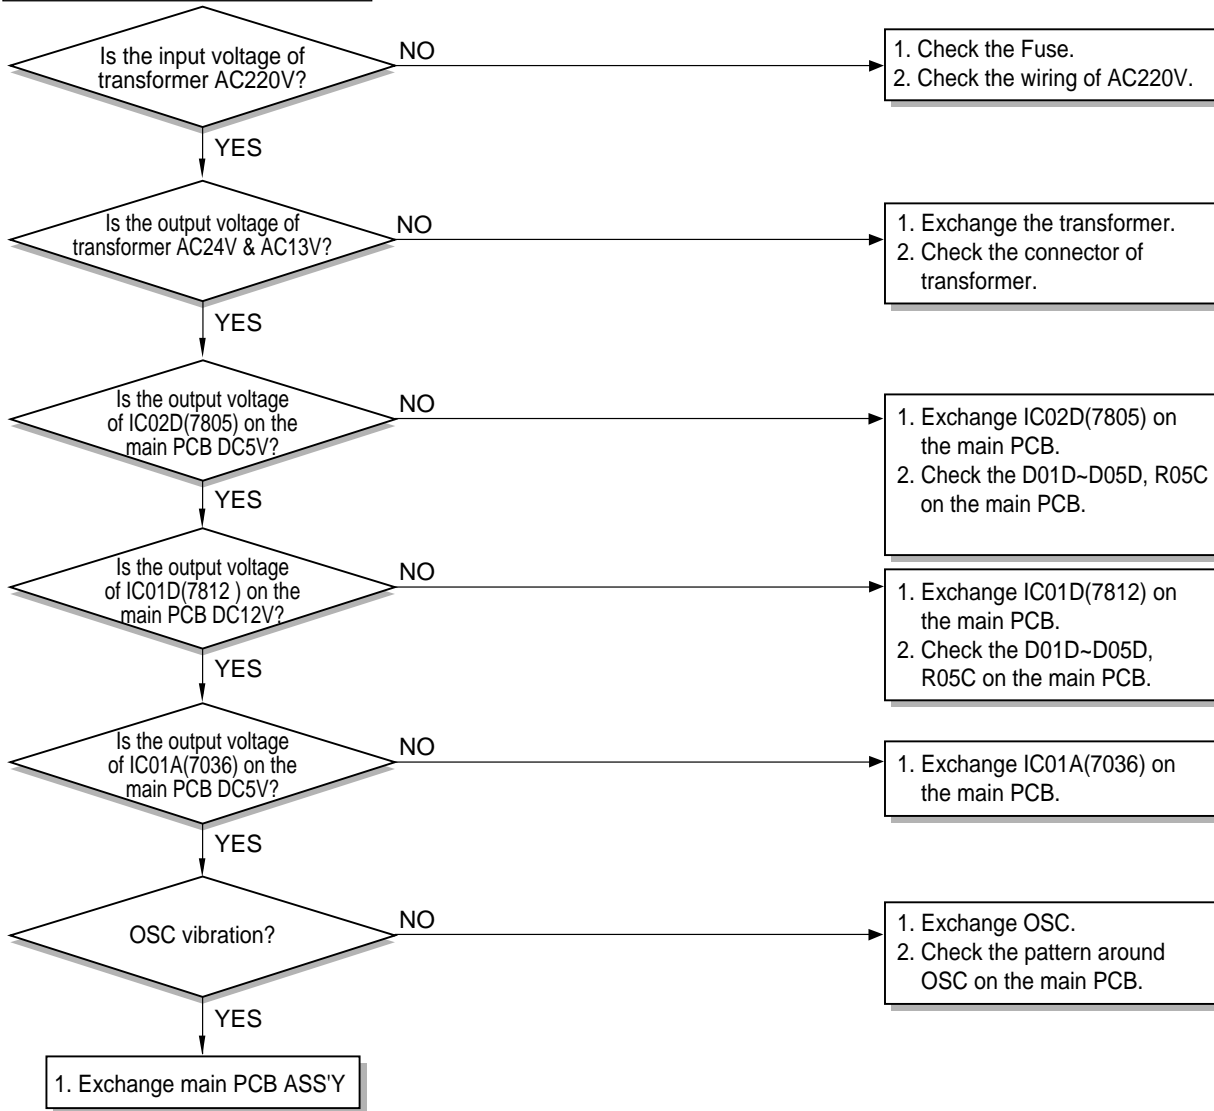 Is the input voltage of
transformer AC220V?
NO
1. Check the Fuse.
2. Check the wiring of AC220V.
YES
Is the output voltage of
transformer AC24V & AC13V?
NO
1. Exchange the transformer.
2. Check the connector of
transformer.
YES
Is the output voltage
of IC02D(7805) on the
main PCB DC5V?
NO
1. Exchange IC02D(7805) on
the main PCB.
2. Check the D01D~D05D, R05C
on the main PCB.
YES
Is the output voltage
of IC01D(7812 ) on the
main PCB DC12V?
NO
1. Exchange IC01D(7812) on
the main PCB.
2. Check the D01D~D05D,
R05C on the main PCB.
YES
Is the output voltage
of IC01A(7036) on the
main PCB DC5V?
NO
1. Exchange IC01A(7036) on
the main PCB.
YES
OSC vibration?
NO
1. Exchange OSC.
2. Check the pattern around
OSC on the main PCB.
YES
1. Exchange main PCB ASS'Y